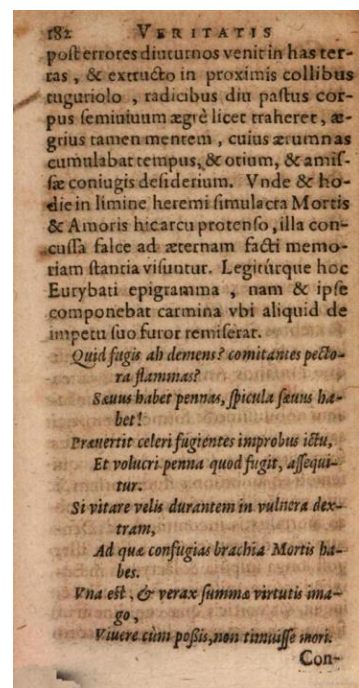 182 VERITATIS
post errores diuturnos venit in has ter-
ras, & extructo in proximis collibus
tuguriolo, radicibus diu pastus cor-
pus seminiuum ægrè licet traheret, æ-
grius tamen mentem, cuius ærumnas
cumulabat tempus, & otium, & amis-
sæ coniugis desiderium. Vnde & ho-
die in limine heremi simulacra Mortis
& Amoris hic arcu protenso, illa con-
cussa falce ad æternam facti memo-
riam stantia visuntur. Legitúrque hoc
Eurybati epigramma, nam & ipse
componebat carmina vbi aliquid de
impetu suo furor remiserat.
Quid fugis ah demens? comitantes pecto-
ra flammas?
Sæuus habet pennas, spicula sæuus ha-
bet!
Præuertit celeri fugientes improbus ictu,
Et volucri penna quod fugit, assequi-
tur.
Si vitare velis durantem in vulnera dex-
tram,
Ad quæ confugias brachia Mortis ha-
bes.
Vna est, & verax summæ virtutis ima-
go,
Viuere cùm possis, non timuisse mori.
Con-